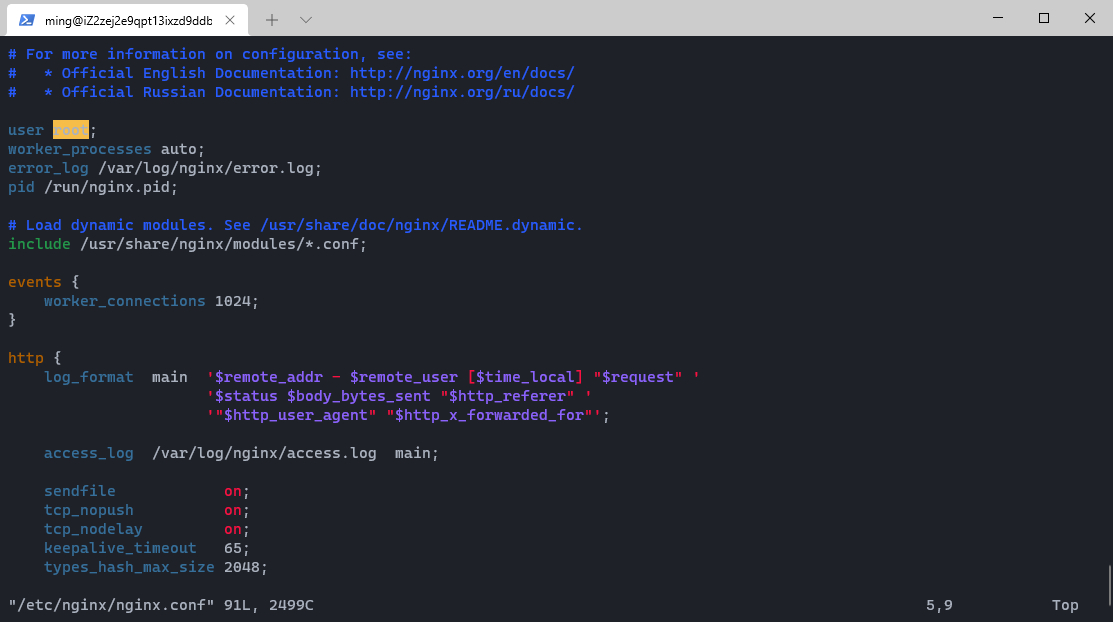 ming@iZ2zej2e9qpt13ixzd9ddb
# For more information on configuration, see:
#   * Official English Documentation: http://nginx.org/en/docs/
#   * Official Russian Documentation: http://nginx.org/ru/docs/
user root;
worker_processes auto;
error_log /var/log/nginx/error.log;
pid /run/nginx.pid;
# Load dynamic modules. See /usr/share/doc/nginx/README.dynamic.
include /usr/share/nginx/modules/*.conf;
events {
    worker_connections 1024;
}
http {
    log_format  main  '$remote_addr - $remote_user [$time_local] "$request" '
                      '$status $body_bytes_sent "$http_referer" '
                      '"$http_user_agent" "$http_x_forwarded_for"';
    access_log  /var/log/nginx/access.log  main;
    sendfile            on;
    tcp_nopush          on;
    tcp_nodelay         on;
    keepalive_timeout   65;
    types_hash_max_size 2048;
"/etc/nginx/nginx.conf" 91L, 2499C 5,9 Top